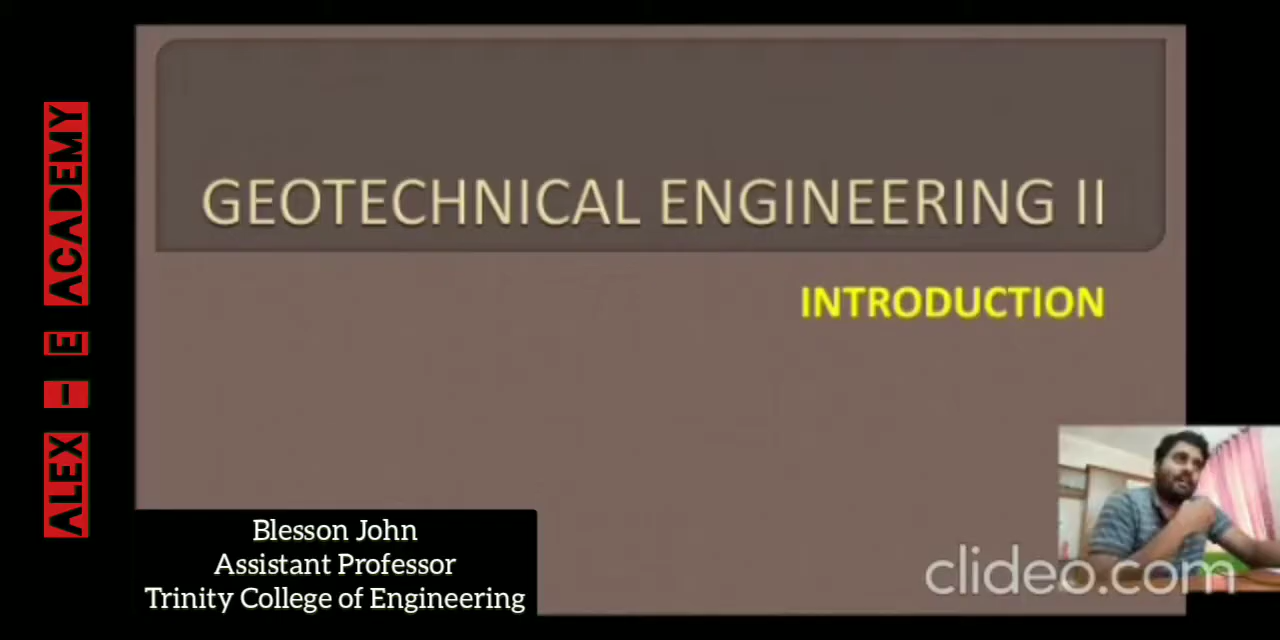 ALEX - E ACADEMY
GEOTECHNICAL ENGINEERING II
INTRODUCTION
Blesson John
Assistant Professor
Trinity College of Engineering
clideo.com